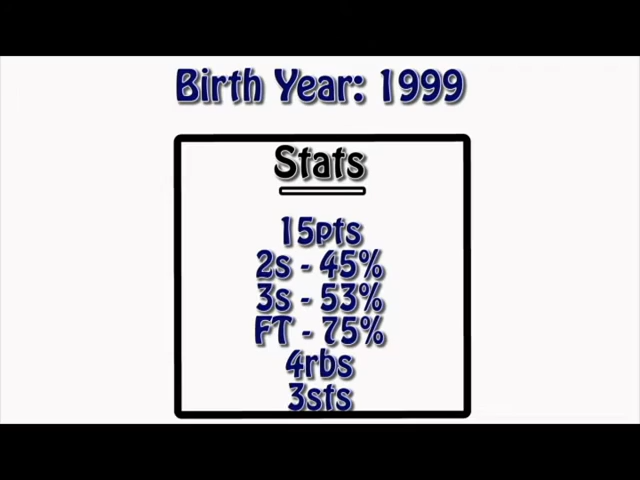 Birth Year: 1999
Stats
15pts
2s - 45%
3s - 53%
FT - 75%
4rbs
3sts